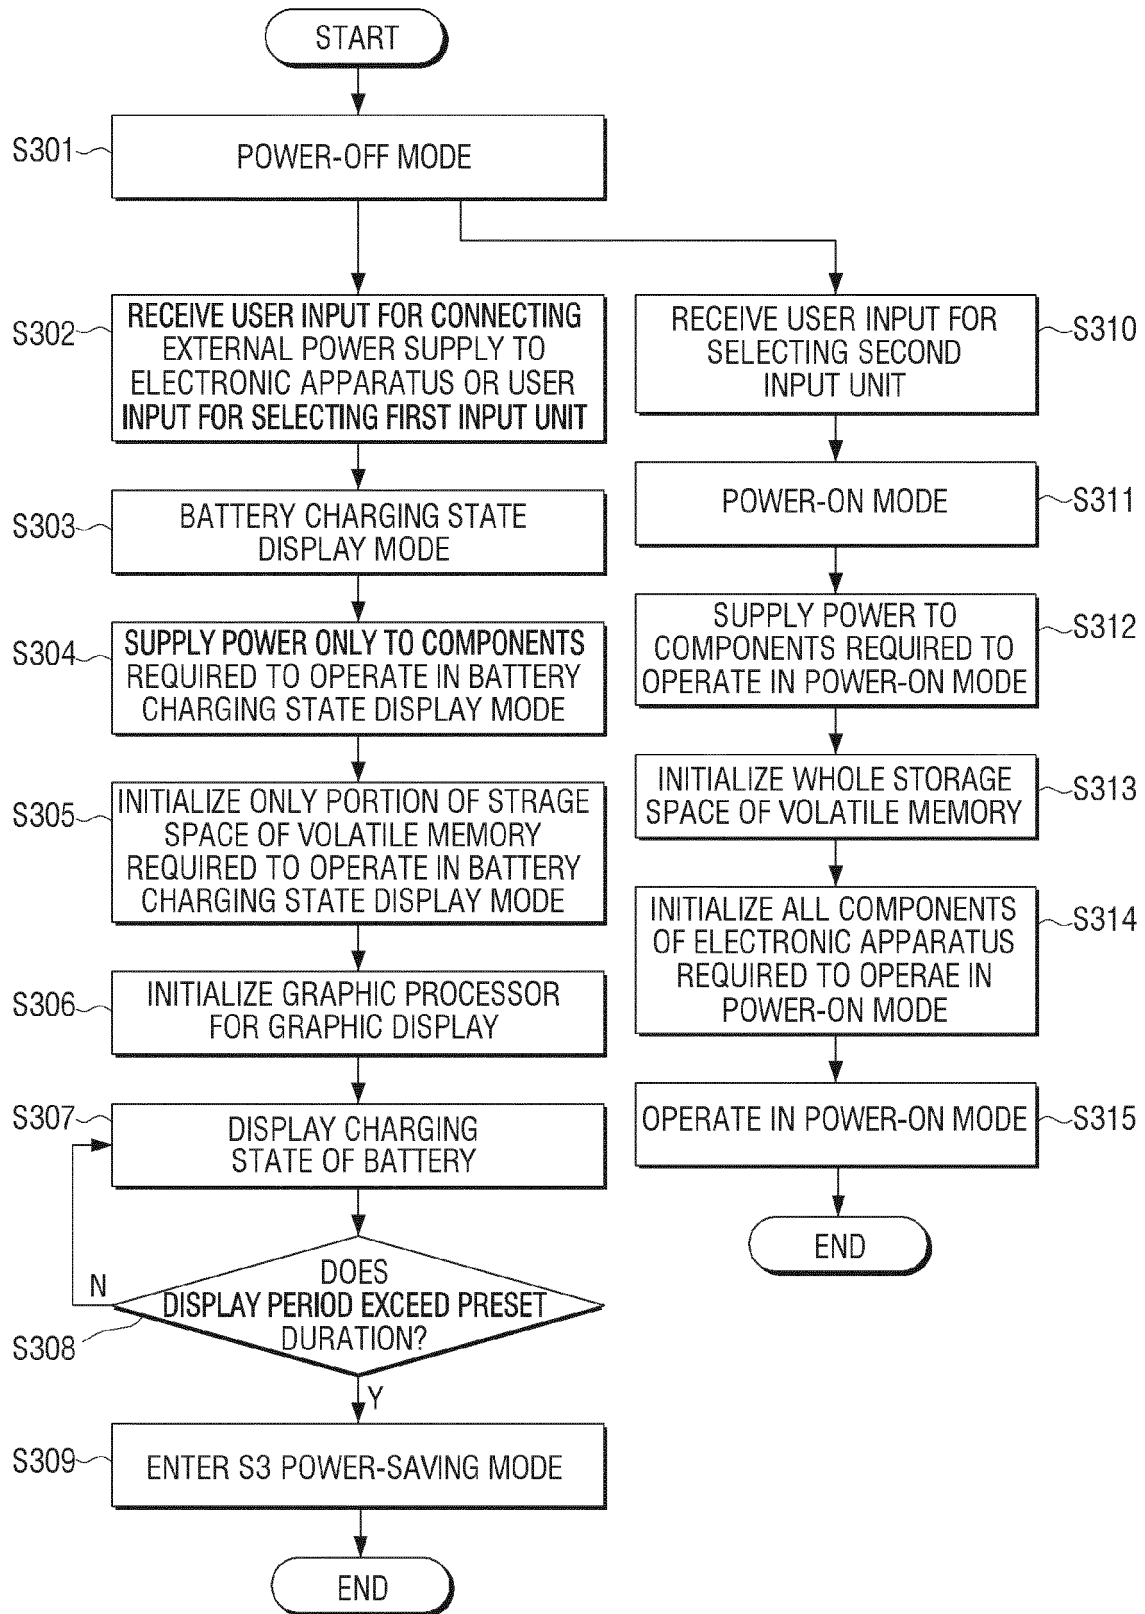 START
S301
POWER-OFF MODE
S302
RECEIVE USER INPUT FOR CONNECTING
EXTERNAL POWER SUPPLY TO
ELECTRONIC APPARATUS OR USER
INPUT FOR SELECTING FIRST INPUT UNIT
S303
BATTERY CHARGING STATE
DISPLAY MODE
S304
SUPPLY POWER ONLY TO COMPONENTS
REQUIRED TO OPERATE IN BATTERY
CHARGING STATE DISPLAY MODE
S305
INITIALIZE ONLY PORTION OF STRAGE
SPACE OF VOLATILE MEMORY
REQUIRED TO OPERATE IN BATTERY
CHARGING STATE DISPLAY MODE
S306
INITIALIZE GRAPHIC PROCESSOR
FOR GRAPHIC DISPLAY
S307
DISPLAY CHARGING
STATE OF BATTERY
N
S308
DOES
DISPLAY PERIOD EXCEED PRESET
DURATION?
Y
S309
ENTER S3 POWER-SAVING MODE
END
RECEIVE USER INPUT FOR
SELECTING SECOND
INPUT UNIT
S310
POWER-ON MODE
S311
SUPPLY POWER TO
COMPONENTS REQUIRED TO
OPERATE IN POWER-ON MODE
S312
INITIALIZE WHOLE STORAGE
SPACE OF VOLATILE MEMORY
S313
INITIALIZE ALL COMPONENTS
OF ELECTRONIC APPARATUS
REQUIRED TO OPERAE IN
POWER-ON MODE
S314
OPERATE IN POWER-ON MODE
S315
END